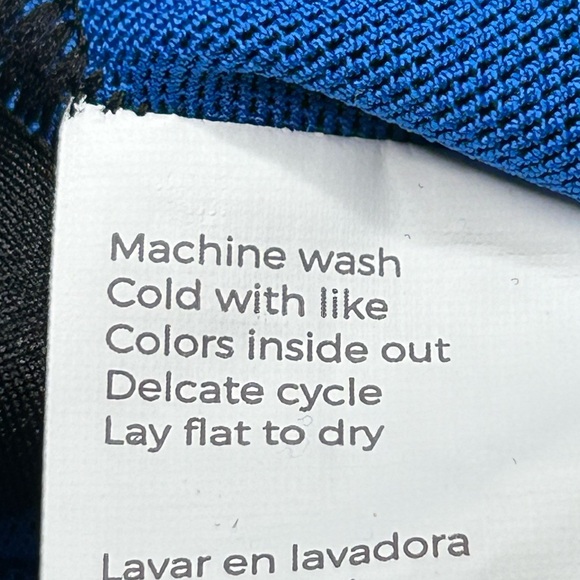 Machine wash
Cold with like
Colors inside out
Delcate cycle
Lay flat to dry
Lavar en lavadora